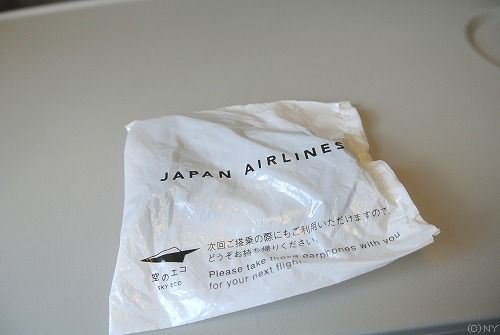 JAPAN AIRLINES
次回ご搭乗の際にもご利用いただけますので、
どうぞお持ち帰りください。
Please take these earphones with you
for your next flight.
空のエコ
SKY ECO
©NY